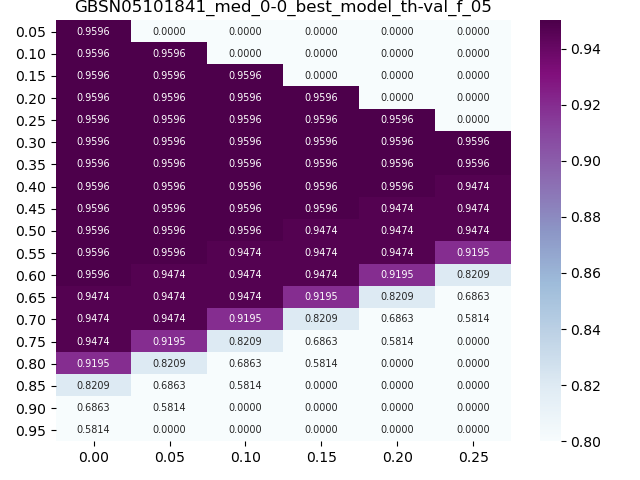 GBSN05101841_med_0-0_best_model_th-val_f_05
0.05 0.9596 0.0000 0.0000 0.0000 0.0000 0.0000
0.10 0.9596 0.9596 0.0000 0.0000 0.0000 0.0000
0.15 0.9596 0.9596 0.9596 0.0000 0.0000 0.0000
0.20 0.9596 0.9596 0.9596 0.9596 0.0000 0.0000
0.25 0.9596 0.9596 0.9596 0.9596 0.9596 0.0000
0.30 0.9596 0.9596 0.9596 0.9596 0.9596 0.9596
0.35 0.9596 0.9596 0.9596 0.9596 0.9596 0.9596
0.40 0.9596 0.9596 0.9596 0.9596 0.9596 0.9474
0.45 0.9596 0.9596 0.9596 0.9596 0.9474 0.9474
0.50 0.9596 0.9596 0.9596 0.9474 0.9474 0.9474
0.55 0.9596 0.9596 0.9474 0.9474 0.9474 0.9195
0.60 0.9596 0.9474 0.9474 0.9474 0.9195 0.8209
0.65 0.9474 0.9474 0.9474 0.9195 0.8209 0.6863
0.70 0.9474 0.9474 0.9195 0.8209 0.6863 0.5814
0.75 0.9474 0.9195 0.8209 0.6863 0.5814 0.0000
0.80 0.9195 0.8209 0.6863 0.5814 0.0000 0.0000
0.85 0.8209 0.6863 0.5814 0.0000 0.0000 0.0000
0.90 0.6863 0.5814 0.0000 0.0000 0.0000 0.0000
0.95 0.5814 0.0000 0.0000 0.0000 0.0000 0.0000
0.00 0.05 0.10 0.15 0.20 0.25
0.94
0.92
0.90
0.88
0.86
0.84
0.82
0.80